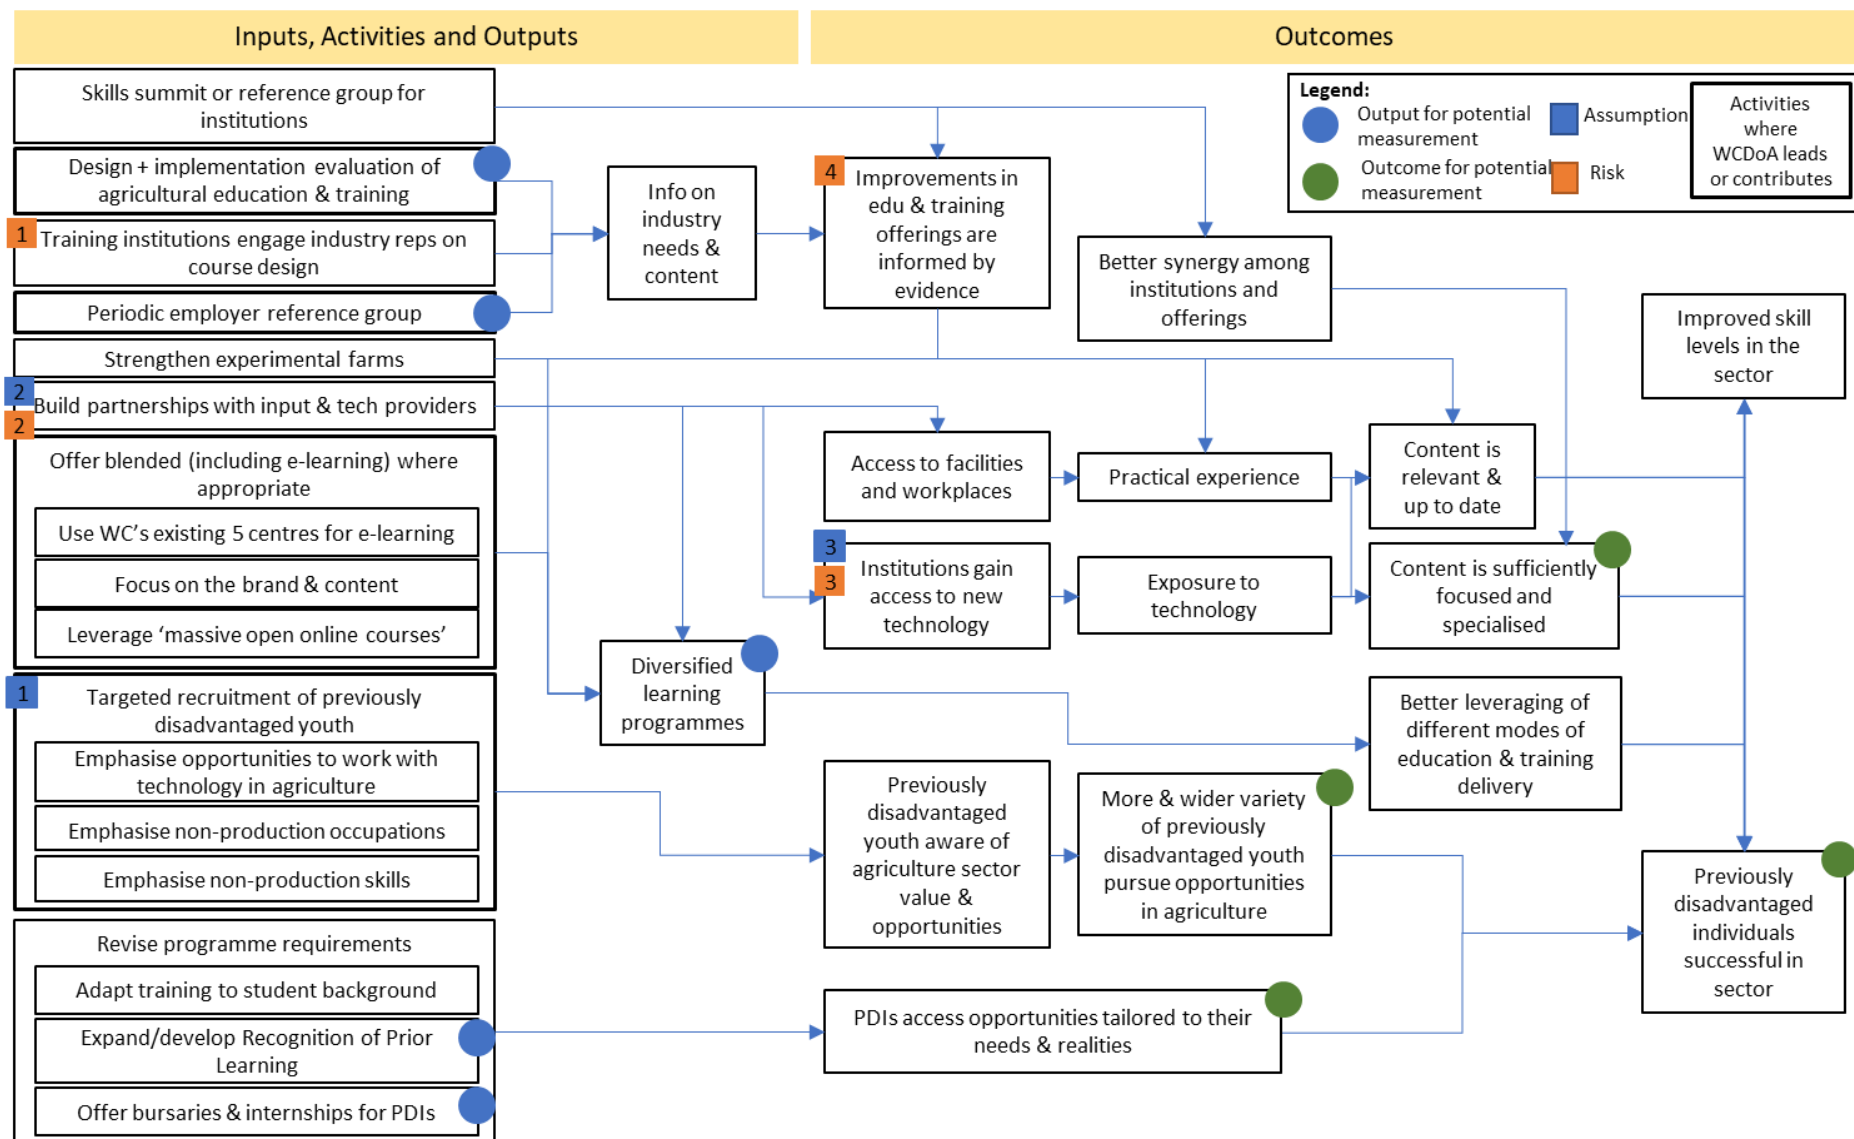 Inputs, Activities and Outputs
Outcomes
Skills summit or reference group for
institutions
Design + implementation evaluation of
agricultural education & training
1
Training institutions engage industry reps on
course design
Periodic employer reference group
Strengthen experimental farms
2
Build partnerships with input & tech providers
2
Offer blended (including e-learning) where
appropriate
Use WC's existing 5 centres for e-learning
Focus on the brand & content
Leverage 'massive open online courses'
1
Targeted recruitment of previously
disadvantaged youth
Emphasise opportunities to work with
technology in agriculture
Emphasise non-production occupations
Emphasise non-production skills
Revise programme requirements
Adapt training to student background
Expand/develop Recognition of Prior
Learning
Offer bursaries & internships for PDIs
Info on
industry
needs &
content
Diversified
learning
programmes
4
Improvements in
edu & training
offerings are
informed by
evidence
Access to facilities
and workplaces
3
3
Institutions gain
access to new
technology
Previously
disadvantaged
youth aware of
agriculture sector
value &
opportunities
PDIs access opportunities tailored to their
needs & realities
Better synergy among
institutions and
offerings
Practical experience
Exposure to
technology
More & wider variety
of previously
disadvantaged youth
pursue opportunities
in agriculture
Legend:
Output for potential
measurement
Outcome for potential
measurement
Assumption
Risk
Activities
where
WCDoA leads
or contributes
Content is
relevant &
up to date
Content is sufficiently
focused and
specialised
Better leveraging of
different modes of
education & training
delivery
Improved skill
levels in the
sector
Previously
disadvantaged
individuals
successful in
sector